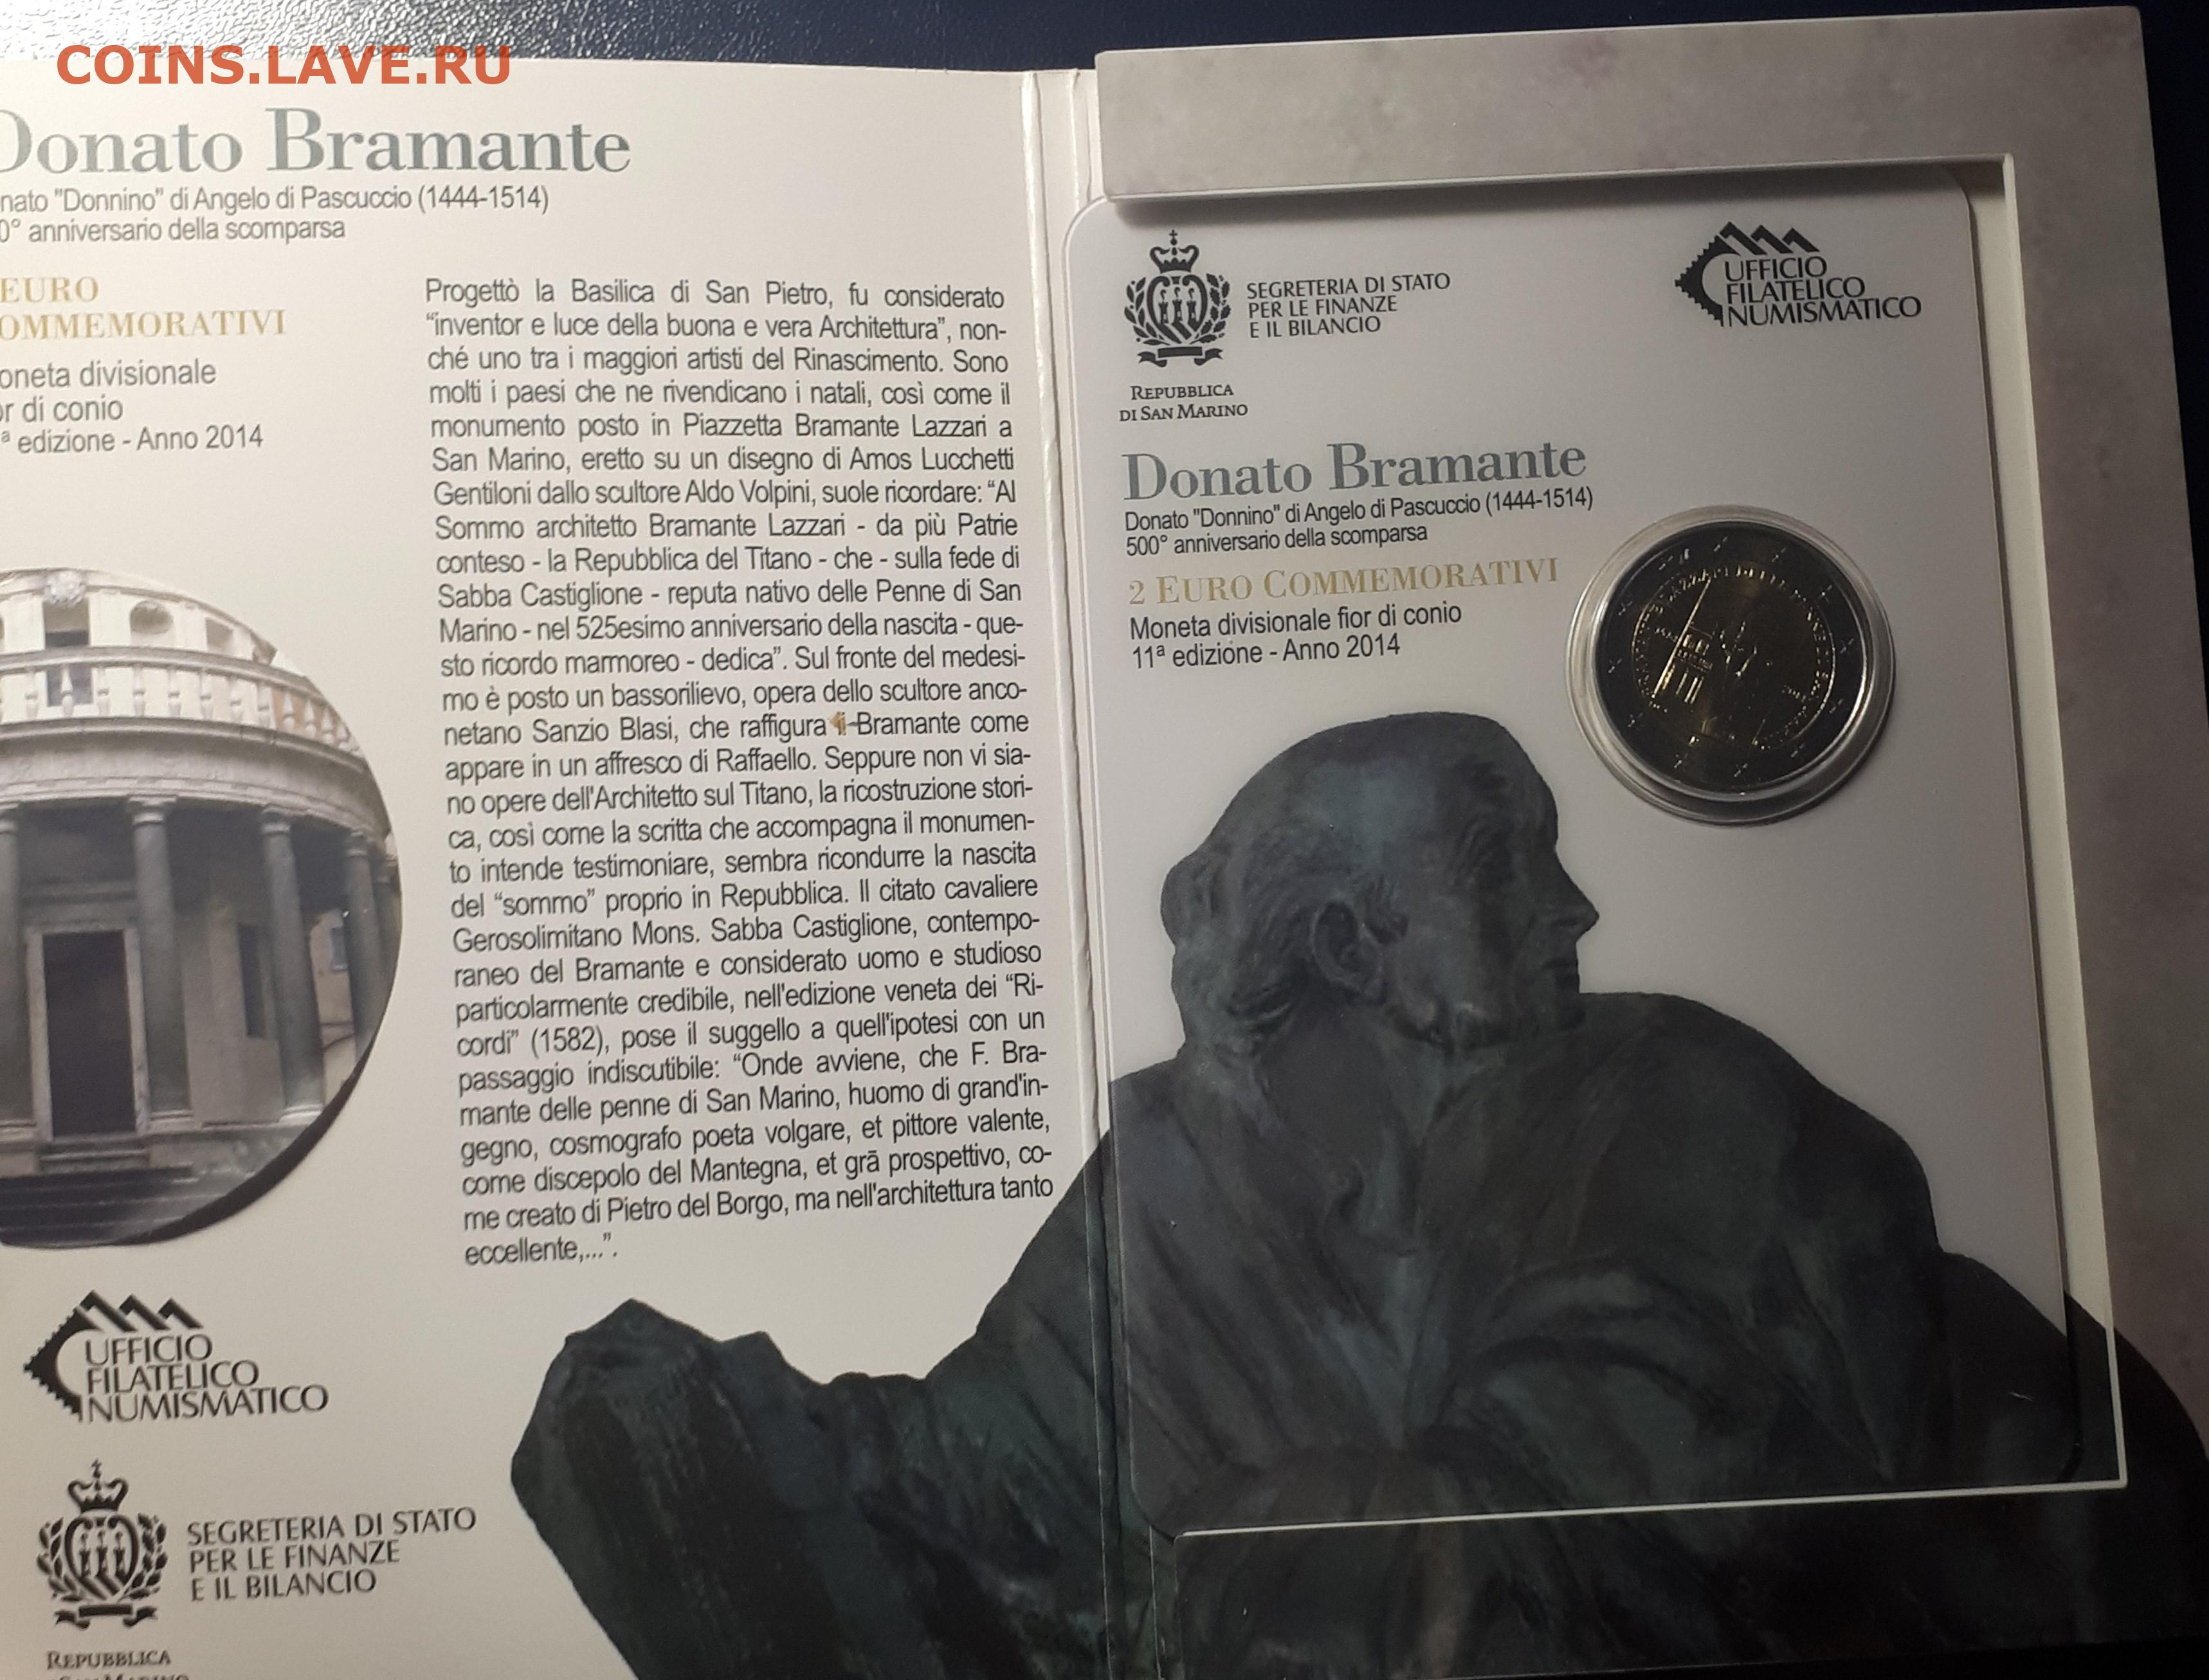 COINS.LAVE.RU
Donato Bramante
nato "Donnino" di Angelo di Pascuccio (1444-1514)
0° anniversario della scomparsa
EURO
OMMEMORATIVI
oneta divisionale
or di conio
ª edizione - Anno 2014
Progettò la Basilica di San Pietro, fu considerato
“inventor e luce della buona e vera Architettura”, non-
ché uno tra i maggiori artisti del Rinascimento. Sono
molti i paesi che ne rivendicano i natali, così come il
monumento posto in Piazzetta Bramante Lazzari a
San Marino, eretto su un disegno di Amos Lucchetti
Gentiloni dallo scultore Aldo Volpini, suole ricordare: “Al
Sommo architetto Bramante Lazzari - da più Patrie
conteso - la Repubblica del Titano - che - sulla fede di
Sabba Castiglione - reputa nativo delle Penne di San
Marino - nel 525esimo anniversario della nascita - que-
sto ricordo marmoreo - dedica”. Sul fronte del medesi-
mo è posto un bassorilievo, opera dello scultore anco-
netano Sanzio Blasi, che raffigura Bramante come
appare in un affresco di Raffaello. Seppure non vi sia-
no opere dell'Architetto sul Titano, la ricostruzione stori-
ca, così come la scritta che accompagna il monumen-
to intende testimoniare, sembra ricondurre la nascita
del “sommo” proprio in Repubblica. Il citato cavaliere
Gerosolimitano Mons. Sabba Castiglione, contempo-
raneo del Bramante e considerato uomo e studioso
particolarmente credibile, nell'edizione veneta dei “Ri-
cordi” (1582), pose il suggello a quell'ipotesi con un
passaggio indiscutibile: “Onde avviene, che F. Bra-
mante delle penne di San Marino, huomo di grand'in-
gegno, cosmografo poeta volgare, et pittore valente,
come discepolo del Mantegna, et grā prospettivo, co-
me creato di Pietro del Borgo, ma nell'architettura tanto
eccellente,...”.
UFFICIO
FILATELICO
NUMISMATICO
SEGRETERIA DI STATO
PER LE FINANZE
E IL BILANCIO
REPUBBLICA
SEGRETERIA DI STATO
PER LE FINANZE
E IL BILANCIO
REPUBBLICA
DI SAN MARINO
UFFICIO
FILATELICO
NUMISMATICO
Donato Bramante
Donato "Donnino" di Angelo di Pascuccio (1444-1514)
500° anniversario della scomparsa
2 EURO COMMEMORATIVI
Moneta divisionale fior di conio
11ª edizione - Anno 2014